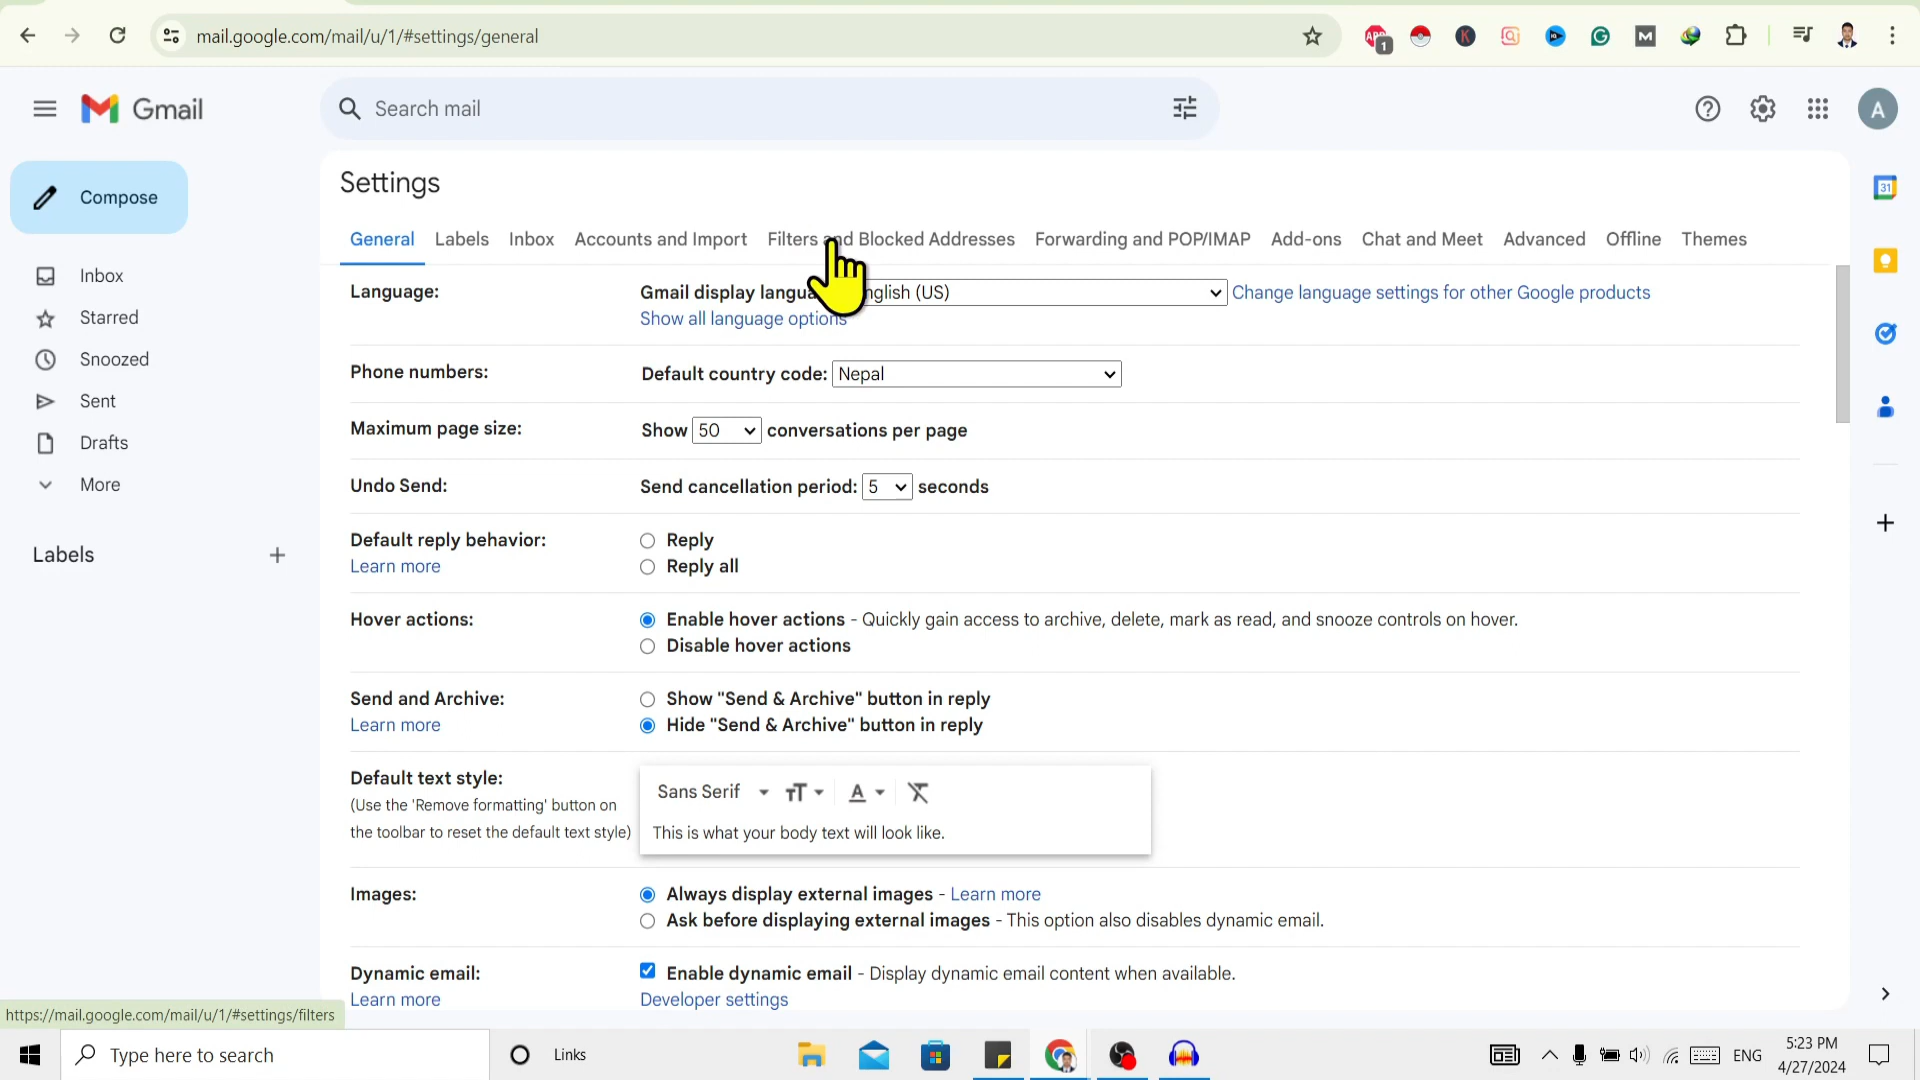 mail.google.com/mail/u/1/#settings/general
ABP
1
K
G
M
Gmail
Search mail
A
Compose
Settings
31
General Labels Inbox Accounts and Import Filters and Blocked Addresses Forwarding and POP/IMAP Add-ons Chat and Meet Advanced Offline Themes
Inbox
Starred
Snoozed
Sent
Drafts
More
Labels
Language: Gmail display English (US) Change language settings for other Google products
Show all language options
Phone numbers: Default country code: Nepal
Maximum page size: Show 50 conversations per page
Undo Send: Send cancellation period: 5 seconds
Default reply behavior: Reply
Learn more Reply all
Hover actions: Enable hover actions - Quickly gain access to archive, delete, mark as read, and snooze controls on hover.
Disable hover actions
Send and Archive: Show "Send & Archive" button in reply
Learn more Hide "Send & Archive" button in reply
Default text style: Sans Serif
(Use the 'Remove formatting' button on
the toolbar to reset the default text style) This is what your body text will look like.
Images: Always display external images - Learn more
Ask before displaying external images - This option also disables dynamic email.
Dynamic email: Enable dynamic email - Display dynamic email content when available.
Learn more Developer settings
https://mail.google.com/mail/u/1/#settings/filters
Type here to search Links ENG 5:23 PM
4/27/2024